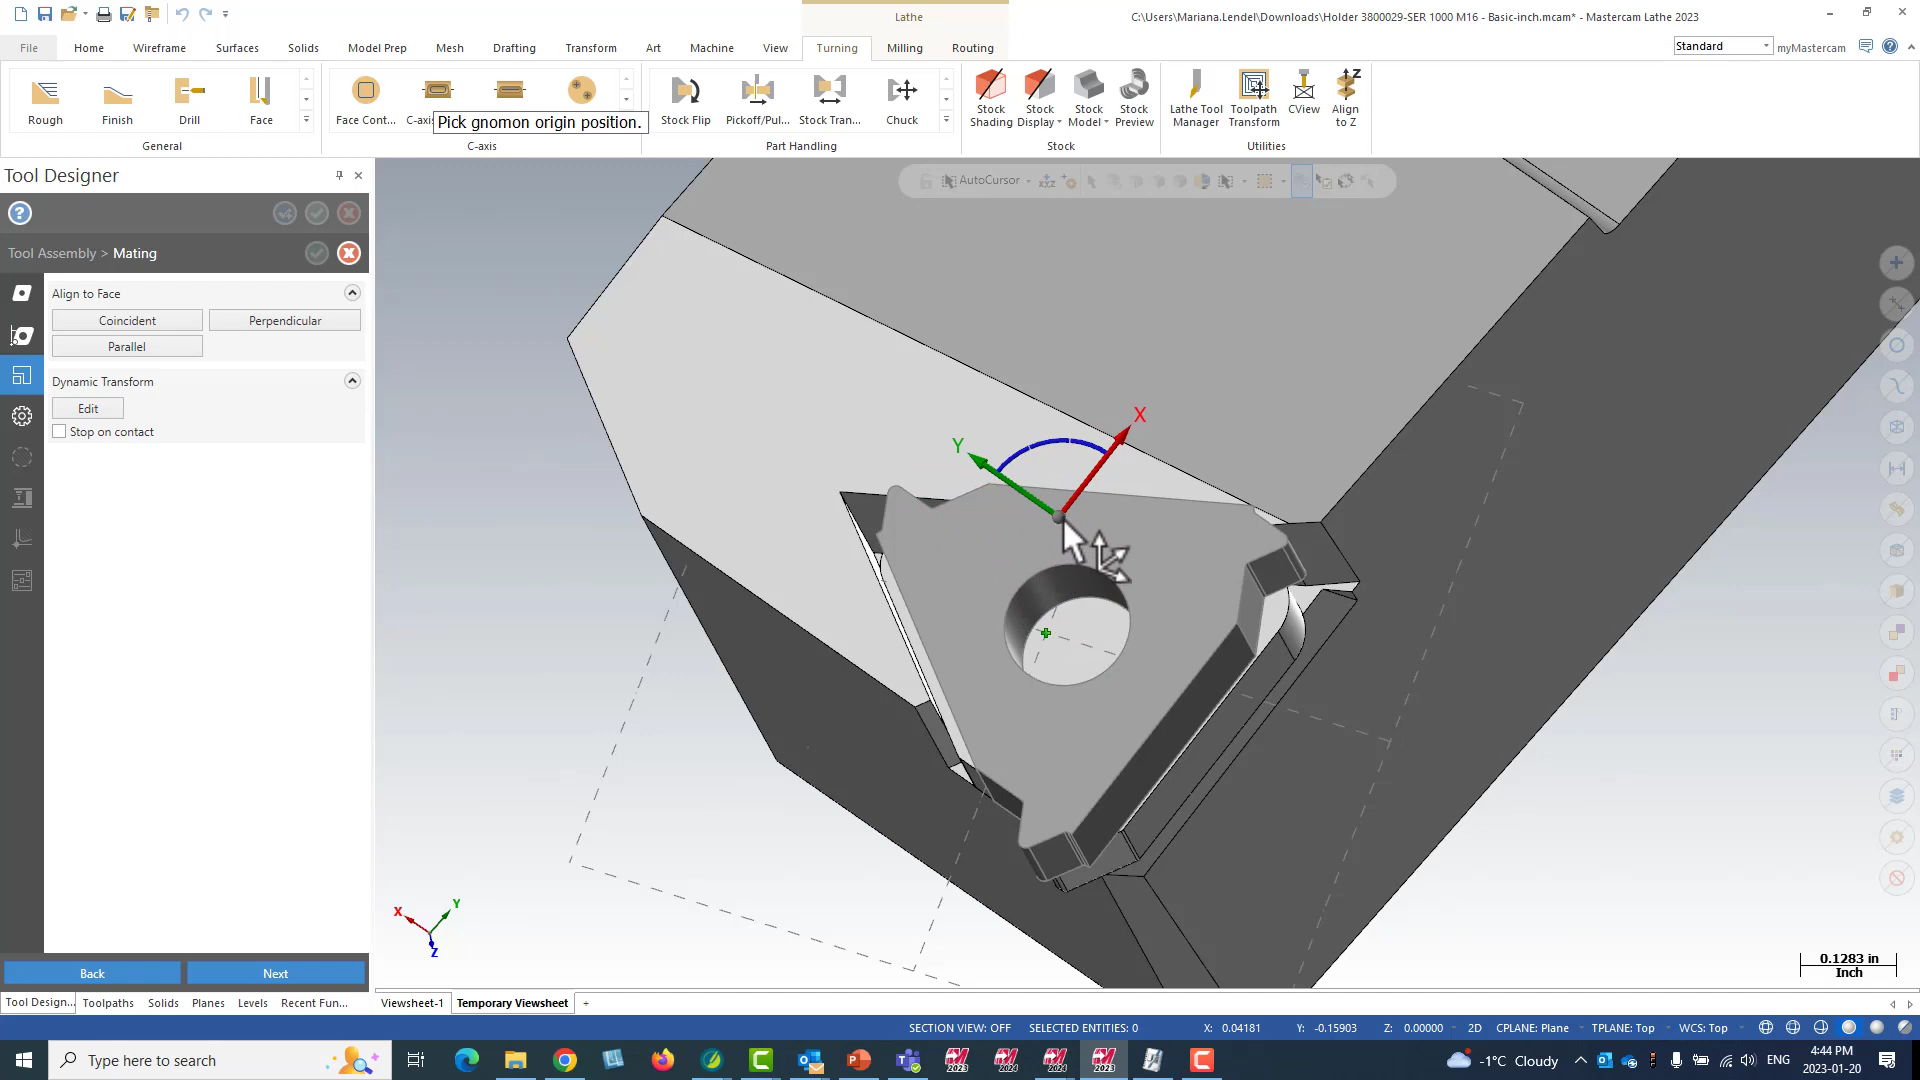 Lathe
C:\Users\Mariana.Lendel\Downloads\Holder 3800029-SER 1000 M16 - Basic-inch.mcam* - Mastercam Lathe 2023
File Home Wireframe Surfaces Solids Model Prep Mesh Drafting Transform Art Machine View Turning Milling Routing
Standard myMastercam
Rough Finish Drill Face
Face Cont... C-axi
Pick gnomon origin position.
Stock Flip Pickoff/Pul... Stock Tran... Chuck
Stock Shading
Stock Display
Stock Model
Stock Preview
Lathe Tool Manager
Toolpath Transform
CView
Align to Z
General C-axis Part Handling Stock Utilities
Tool Designer
AutoCursor
Tool Assembly > Mating
Align to Face
Coincident Perpendicular
Parallel
Dynamic Transform
Edit
Stop on contact
X
Y
X Y
Z
0.1283 in
Inch
Back Next
Tool Design... Toolpaths Solids Planes Levels Recent Fun...
Viewsheet-1 Temporary Viewsheet +
SECTION VIEW: OFF SELECTED ENTITIES: 0 X: 0.04181 Y: -0.15903 Z: 0.00000 2D CPLANE: Plane TPLANE: Top WCS: Top
Type here to search
2023 2024 2024 2023
-1°C Cloudy
ENG
4:44 PM
2023-01-20